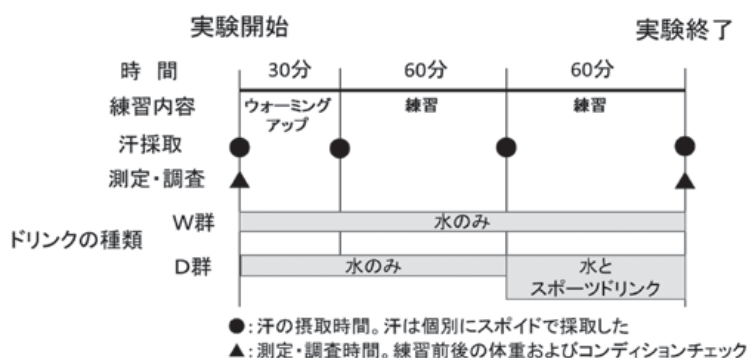 実験開始
実験終了
時 間
30分
60分
60分
練習内容
ウォーミング
アップ
練習
練習
汗採取
測定・調査
ドリンクの種類
W群
水のみ
D群
水のみ
水と
スポーツドリンク
●:汗の摂取時間。汗は個別にスポイドで採取した
▲:測定・調査時間。練習前後の体重およびコンディションチェック